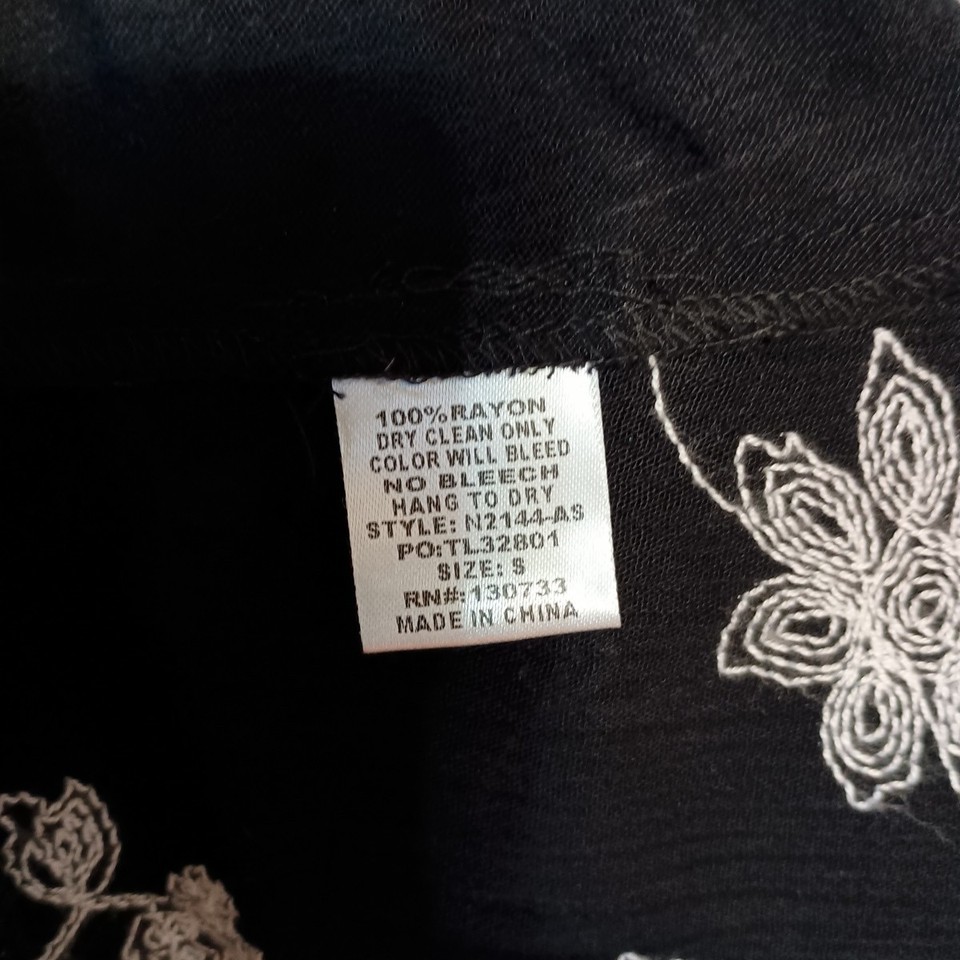 100%RAYON
DRY CLEAN ONLY
COLOR WILL BLEED
NO BLEECH
HANG TO DRY
STYLE: N2144-AS
PO:TL32801
SIZE: S
RN#:130733
MADE IN CHINA